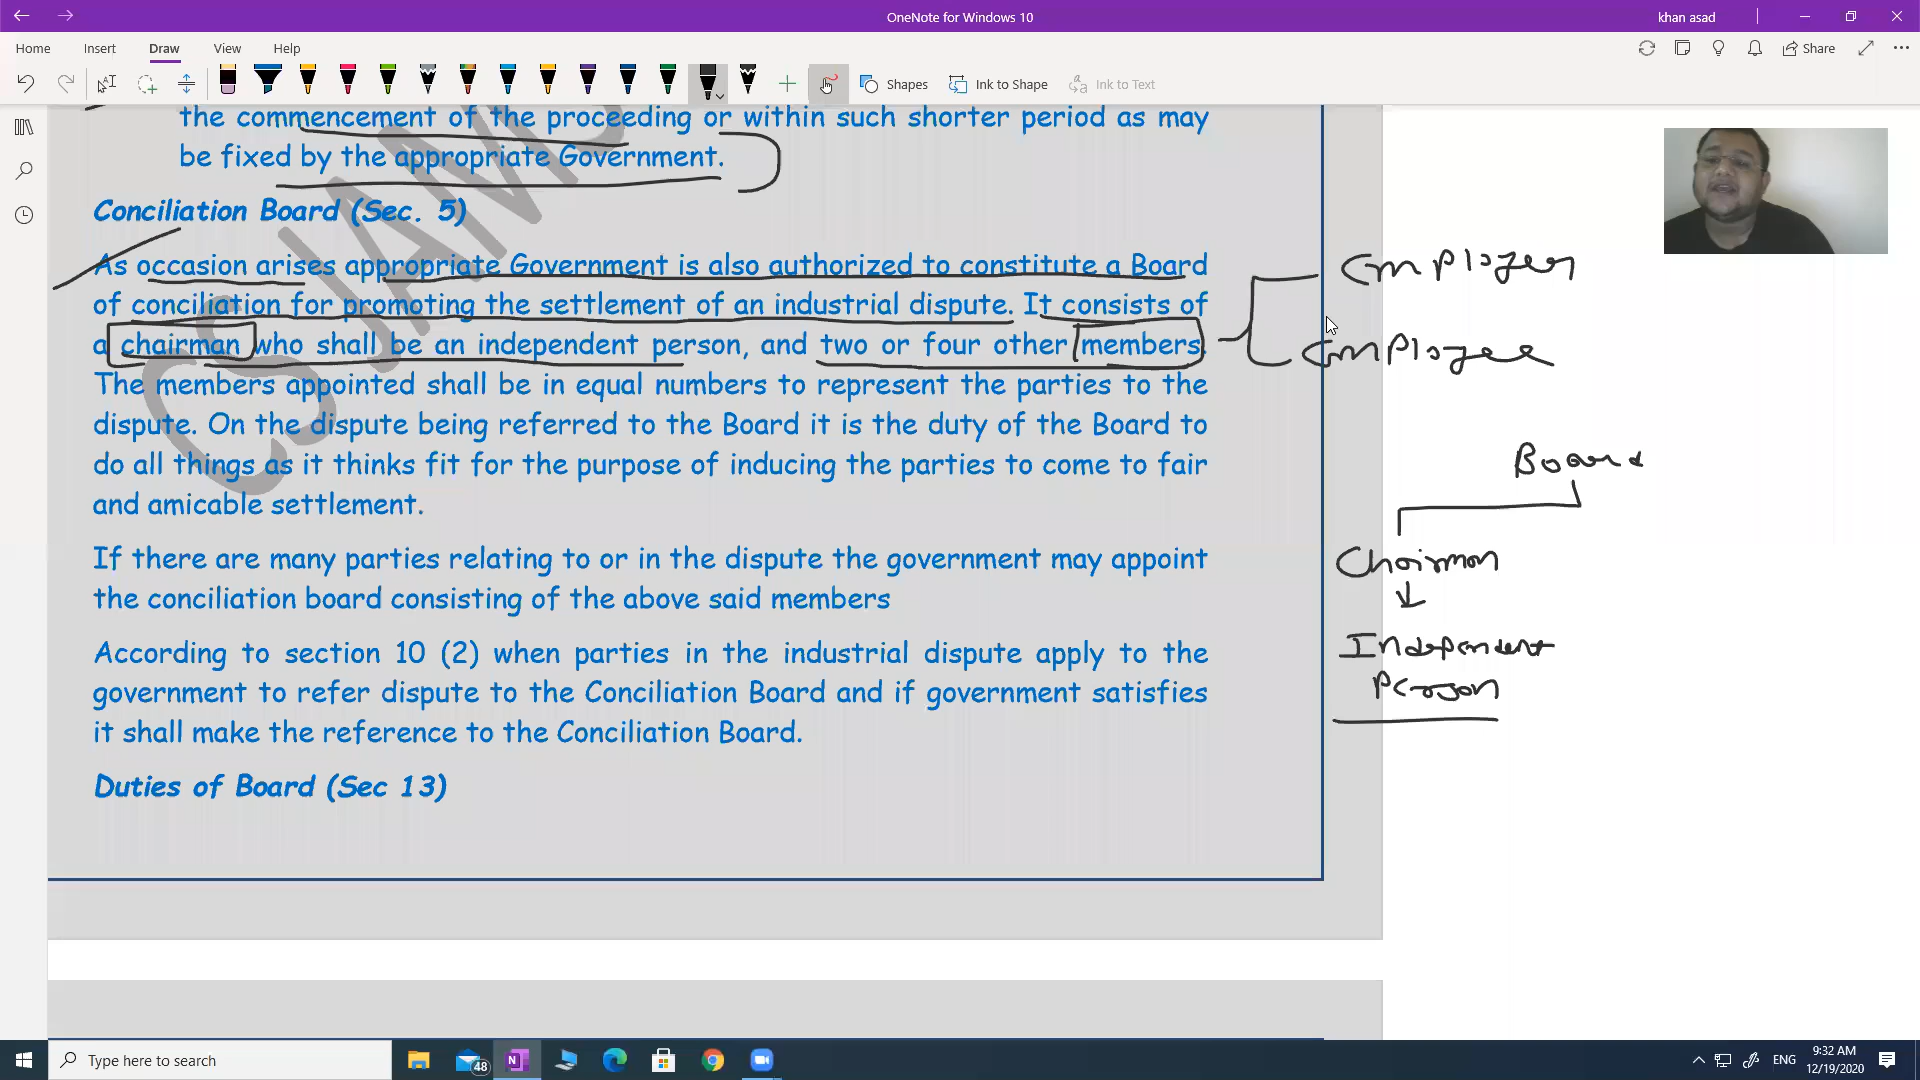 OneNote for Windows 10
khan asad
Home Insert Draw View Help
Share
Shapes
Ink to Shape
Ink to Text
the commencement of the proceeding or within such shorter period as may
be fixed by the appropriate Government.
Conciliation Board (Sec. 5)
As occasion arises appropriate Government is also authorized to constitute a Board
of conciliation for promoting the settlement of an industrial dispute. It consists of
a chairman who shall be an independent person, and two or four other members.
The members appointed shall be in equal numbers to represent the parties to the
dispute. On the dispute being referred to the Board it is the duty of the Board to
do all things as it thinks fit for the purpose of inducing the parties to come to fair
and amicable settlement.
If there are many parties relating to or in the dispute the government may appoint
the conciliation board consisting of the above said members
According to section 10 (2) when parties in the industrial dispute apply to the
government to refer dispute to the Conciliation Board and if government satisfies
it shall make the reference to the Conciliation Board.
Duties of Board (Sec 13)
Employer
Employee
Board
Chairman
Independent
Person
Type here to search
48
ENG
9:32 AM
12/19/2020